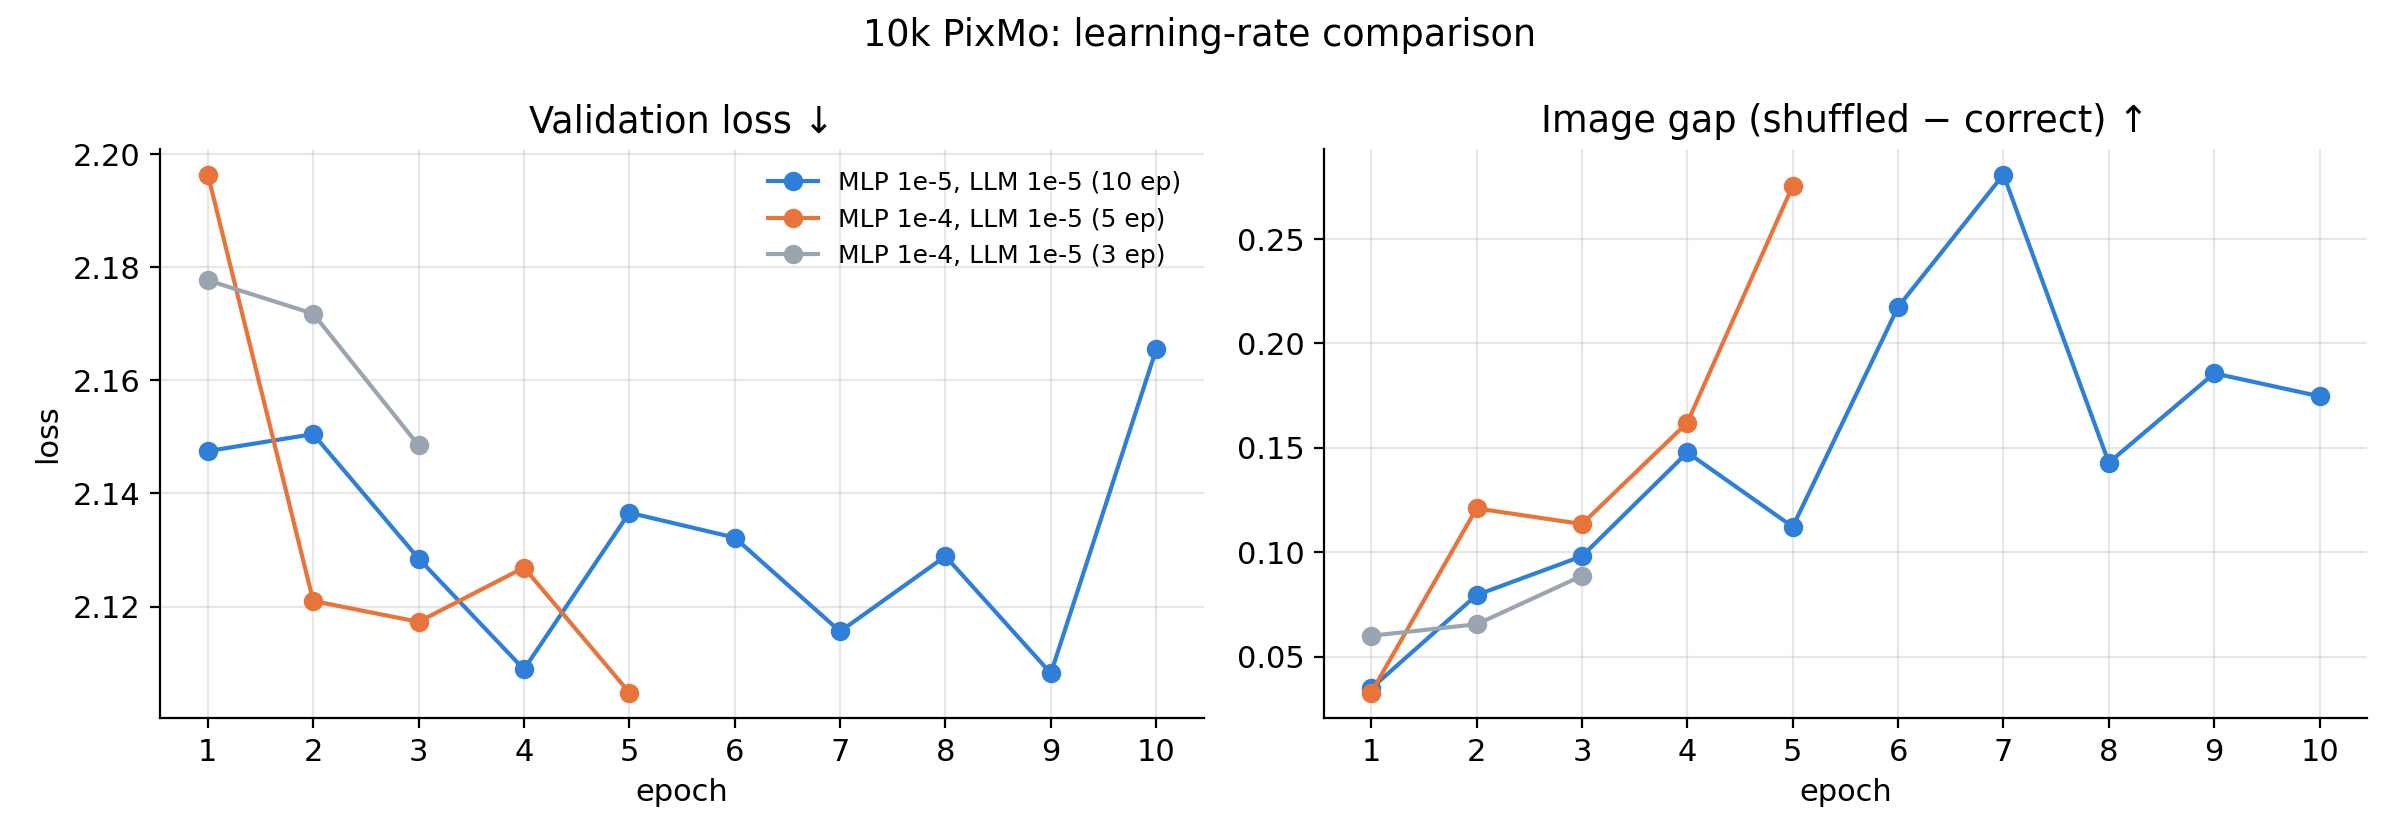 10k PixMo: learning-rate comparison
Validation loss ↓
2.20
2.18
2.16
2.14
2.12
loss
MLP 1e-5, LLM 1e-5 (10 ep)
MLP 1e-4, LLM 1e-5 (5 ep)
MLP 1e-4, LLM 1e-5 (3 ep)
1 2 3 4 5 6 7 8 9 10
epoch
Image gap (shuffled − correct) ↑
0.25
0.20
0.15
0.10
0.05
1 2 3 4 5 6 7 8 9 10
epoch